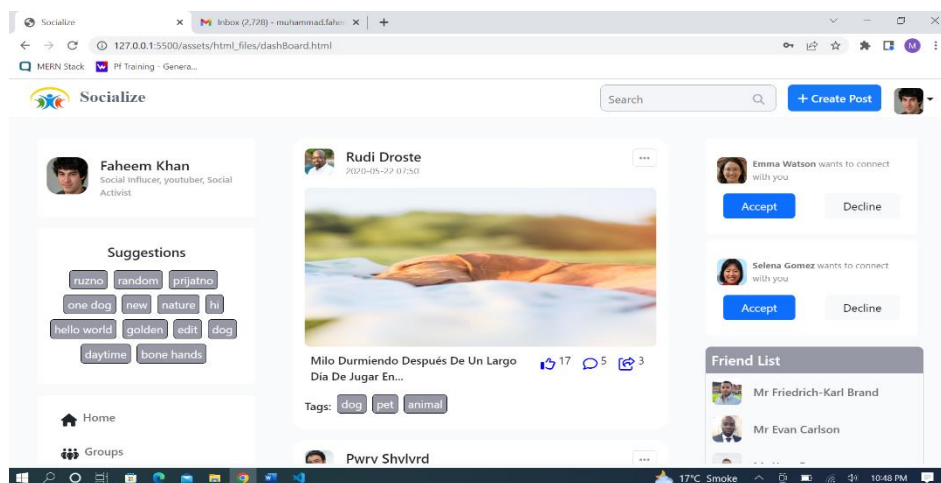 Socialize
Inbox (2,728) - muhammad.fahe
127.0.0.1:5500/assets/html_files/dashBoard.html
M
MERN Stack
Pf Training - Genera...
Socialize
Search
+ Create Post
Faheem Khan
Social Influcer, youtuber, Social
Activist
Suggestions
ruzno random prijatno
one dog new nature hi
hello world golden edit dog
daytime bone hands
Home
Groups
Rudi Droste
2020-05-22 07:50
Milo Durmiendo Después De Un Largo
Día De Jugar En...
17 5 3
Tags: dog pet animal
Pwry Shylyrd
Emma Watson wants to connect
with you
Accept Decline
Selena Gomez wants to connect
with you
Accept Decline
Friend List
Mr Friedrich-Karl Brand
Mr Evan Carlson
17°C Smoke
10:48 PM